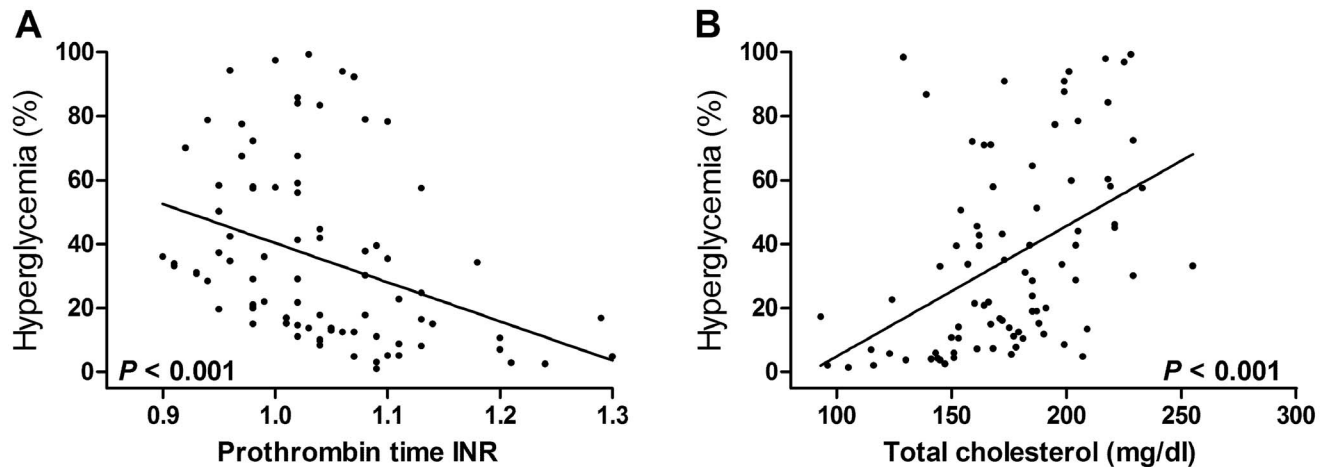 A
Hyperglycemia (%)
100
80
60
40
20
0
P < 0.001
0.9 1.0 1.1 1.2 1.3
Prothrombin time INR
B
Hyperglycemia (%)
100
80
60
40
20
0
P < 0.001
100 150 200 250 300
Total cholesterol (mg/dl)